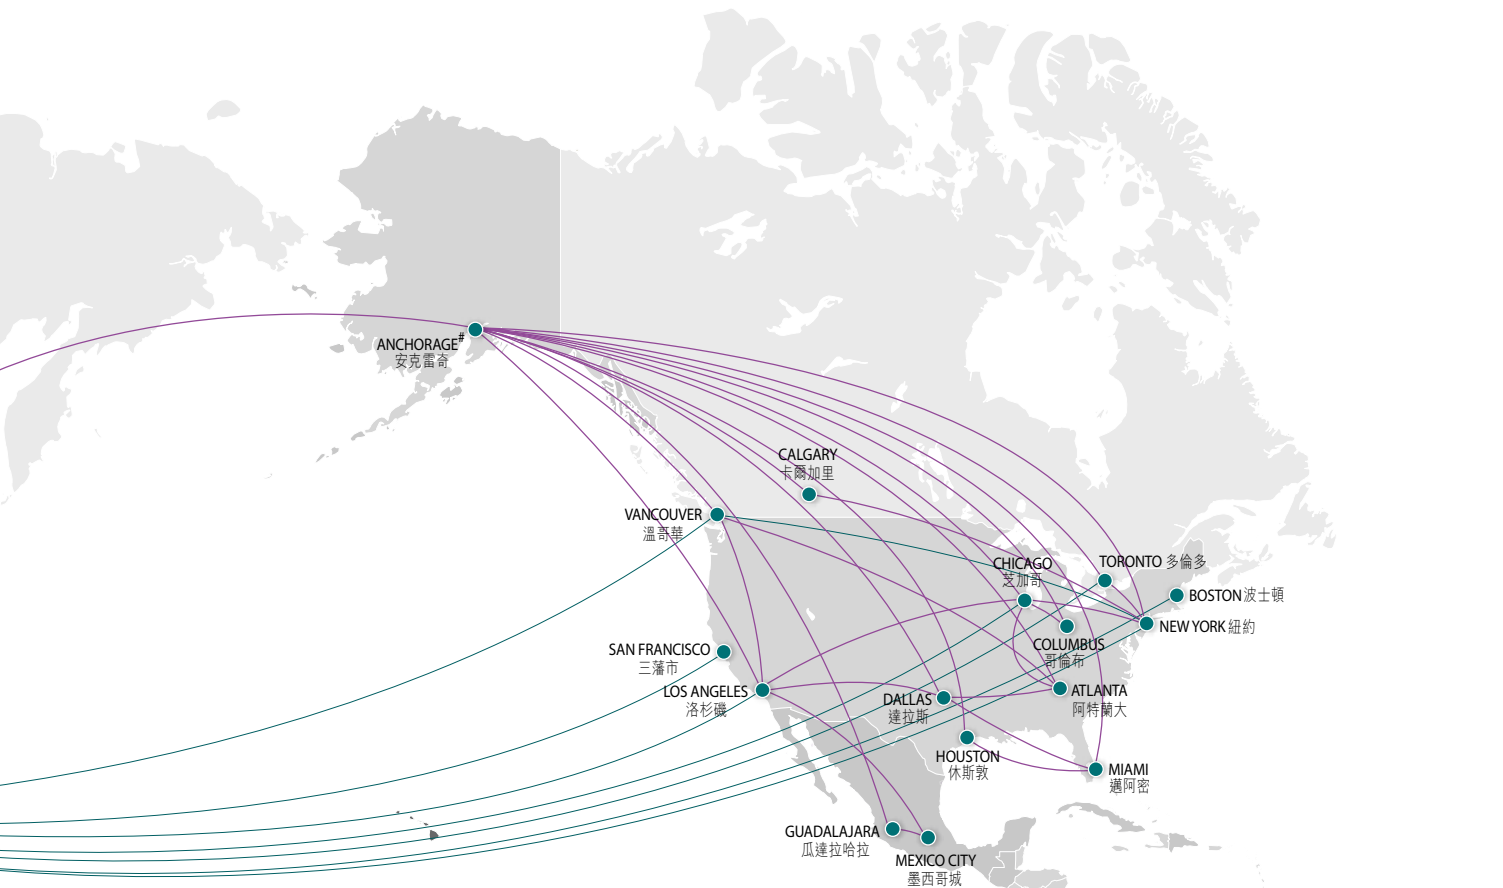 ANCHORAGE#
安克雷奇
CALGARY
卡爾加里
VANCOUVER
溫哥華
CHICAGO
芝加哥
TORONTO 多倫多
BOSTON 波士頓
NEW YORK 紐約
COLUMBUS
哥倫布
SAN FRANCISCO
三藩市
LOS ANGELES
洛杉磯
DALLAS
達拉斯
ATLANTA
阿特蘭大
HOUSTON
休斯敦
MIAMI
邁阿密
GUADALAJARA
瓜達拉哈拉
MEXICO CITY
墨西哥城